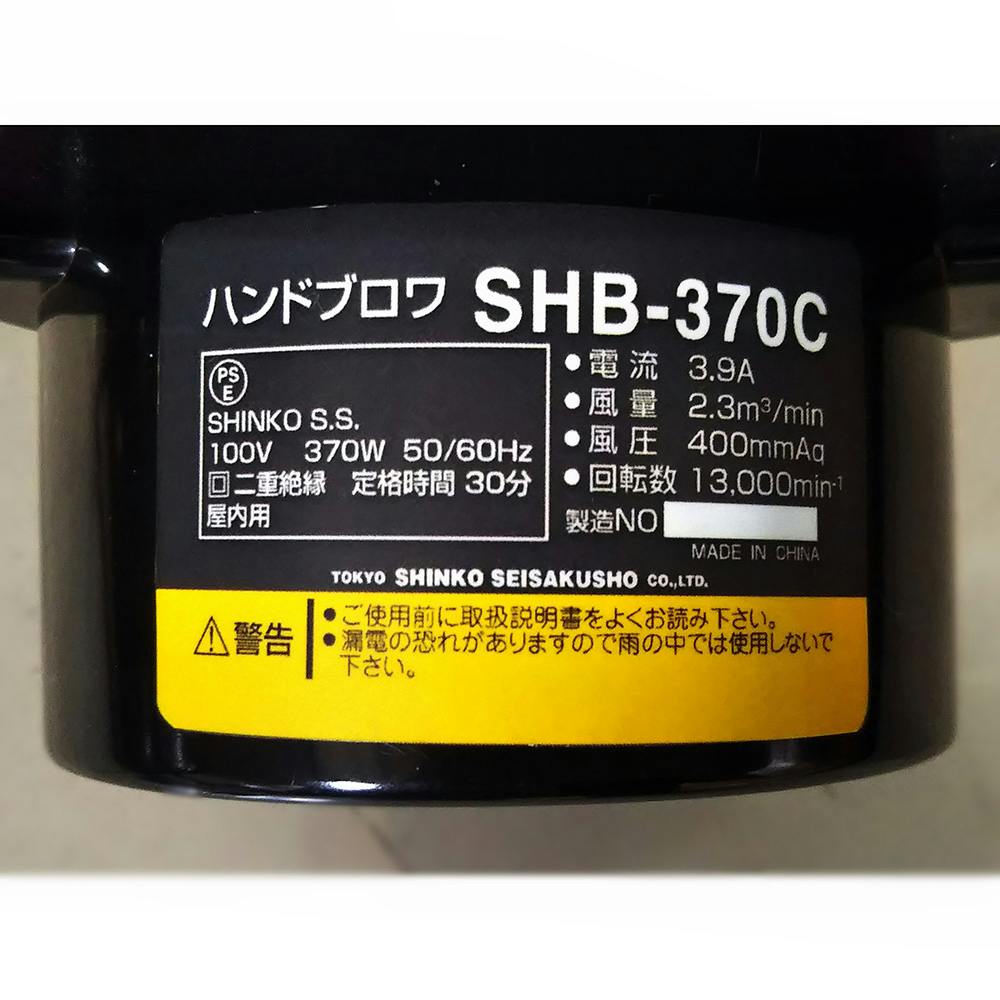 ハンドブロワ SHB-370C
PS
E
SHINKO S.S.
100V 370W 50/60Hz
回二重絶縁 定格時間 30分
屋内用
●電流 3.9A
●風量 2.3m³/min
●風圧 400mmAq
●回転数 13,000min⁻¹
製造NO
MADE IN CHINA
TOKYO SHINKO SEISAKUSHO CO.,LTD.
⚠警告
●ご使用前に取扱説明書をよくお読み下さい。
●漏電の恐れがありますので雨の中では使用しないで
下さい。